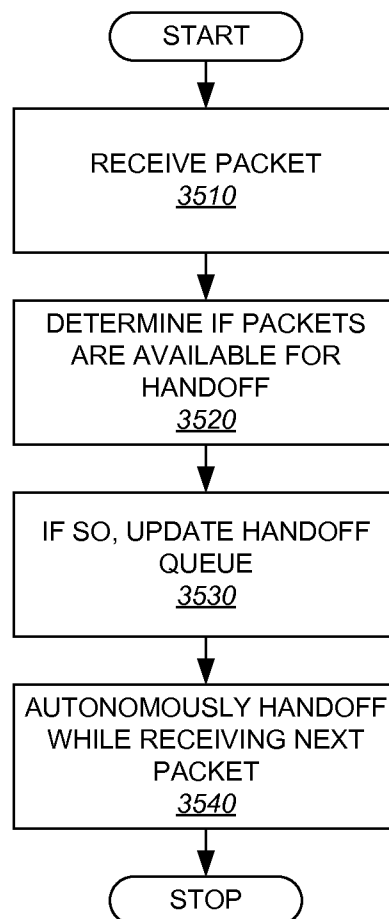 START
RECEIVE PACKET
3510
DETERMINE IF PACKETS
ARE AVAILABLE FOR
HANDOFF
3520
IF SO, UPDATE HANDOFF
QUEUE
3530
AUTONOMOUSLY HANDOFF
WHILE RECEIVING NEXT
PACKET
3540
STOP